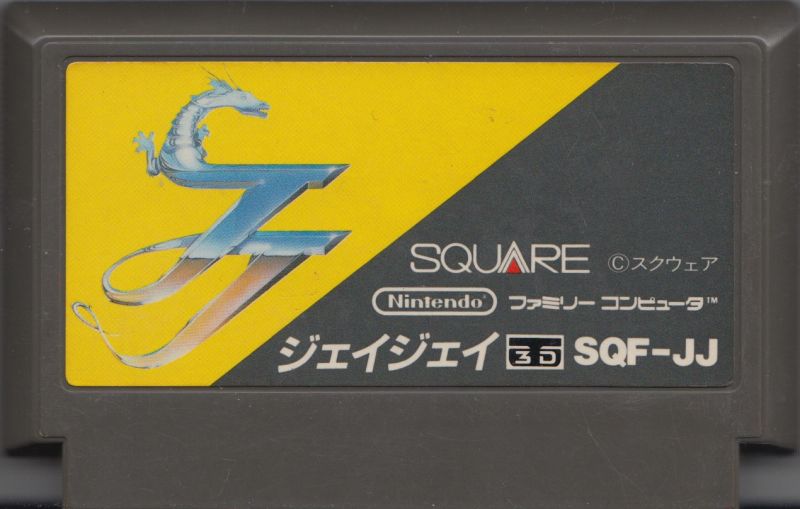 JJ
SQUARE ©スクウェア
Nintendo ファミリー コンピュータ™
ジェイジェイ 3D SQF-JJ